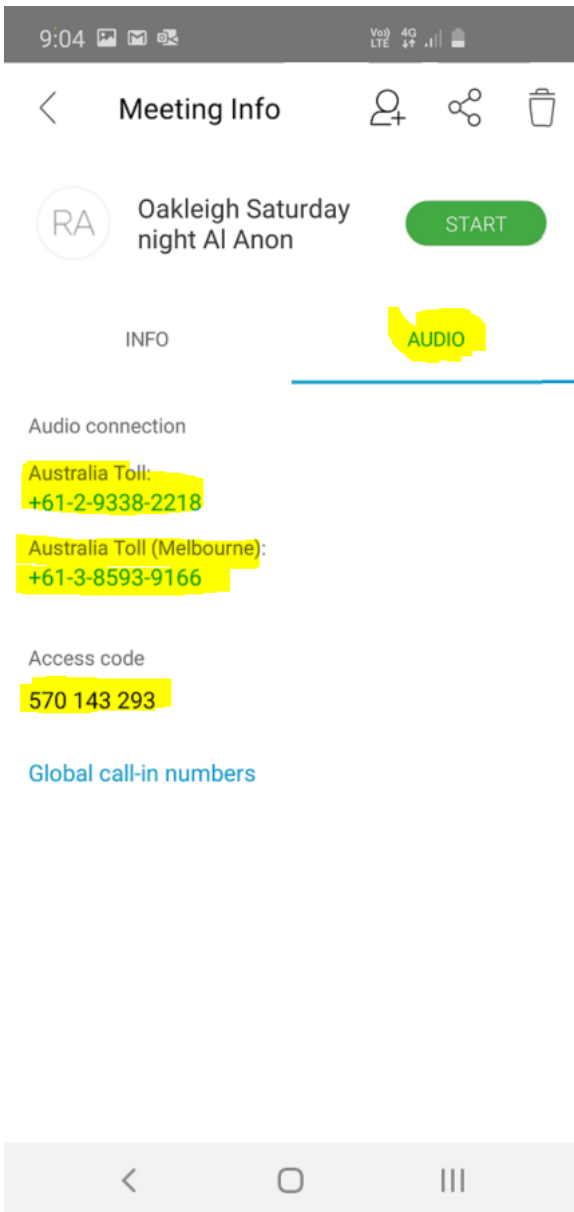 9:04 Vo) LTE 4G
Meeting Info
RA
Oakleigh Saturday
night Al Anon
START
INFO AUDIO
Audio connection
Australia Toll:
+61-2-9338-2218
Australia Toll (Melbourne):
+61-3-8593-9166
Access code
570 143 293
Global call-in numbers